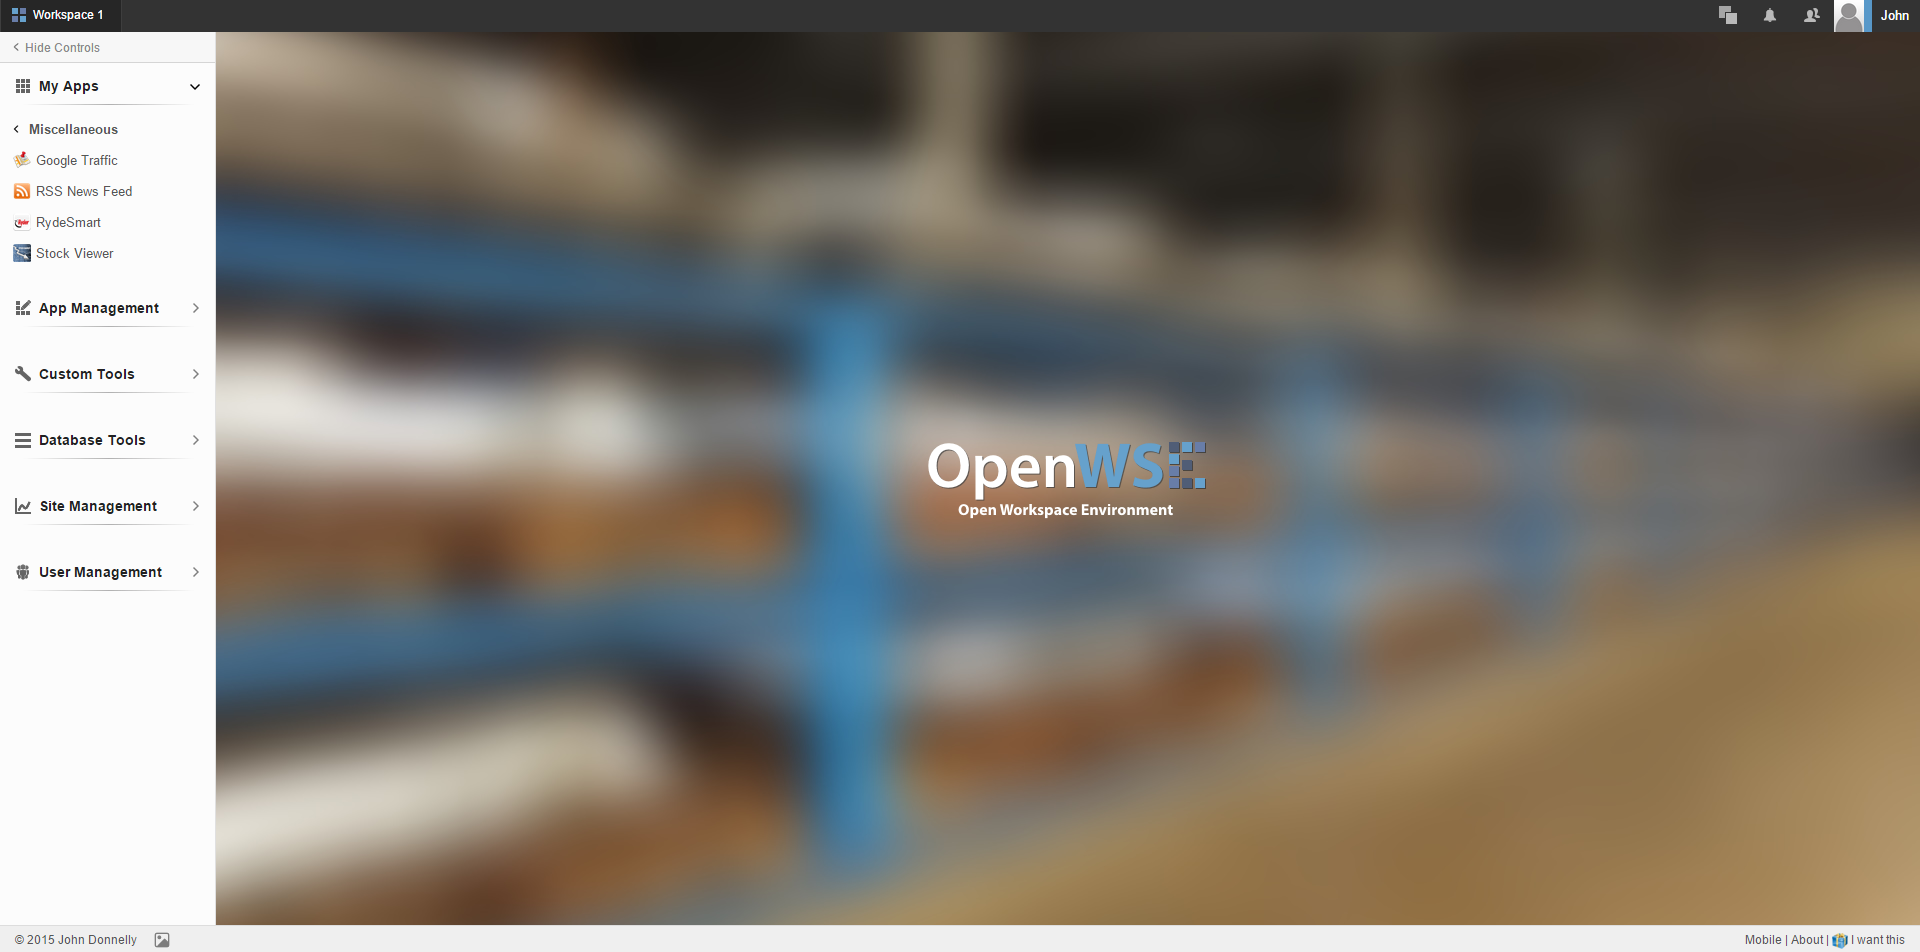 Workspace 1
John
Hide Controls
My Apps
Miscellaneous
Google Traffic
RSS News Feed
RydeSmart
Stock Viewer
App Management
Custom Tools
Database Tools
Site Management
User Management
OpenWSE
Open Workspace Environment
© 2015 John Donnelly
Mobile | About | I want this